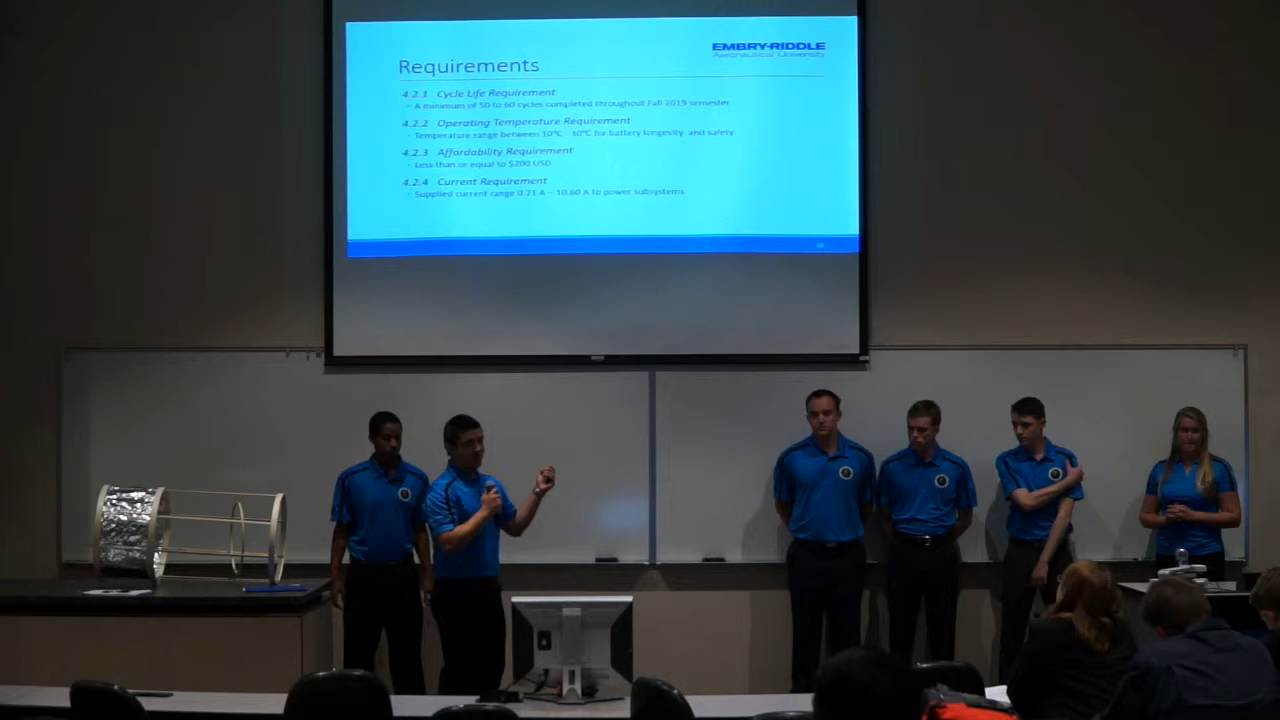 EMBRY-RIDDLE
Aeronautical University
Requirements
4.2.1 Cycle Life Requirement
A minimum of 50 to 60 cycles completed throughout Fall 2019 semester
4.2.2 Operating Temperature Requirement
Temperature range between 10°C - 40°C for battery longevity and safety
4.2.3 Affordability Requirement
Less than or equal to $200 USD
4.2.4 Current Requirement
Supplied current range 0.71 A – 10.60 A to power subsystems